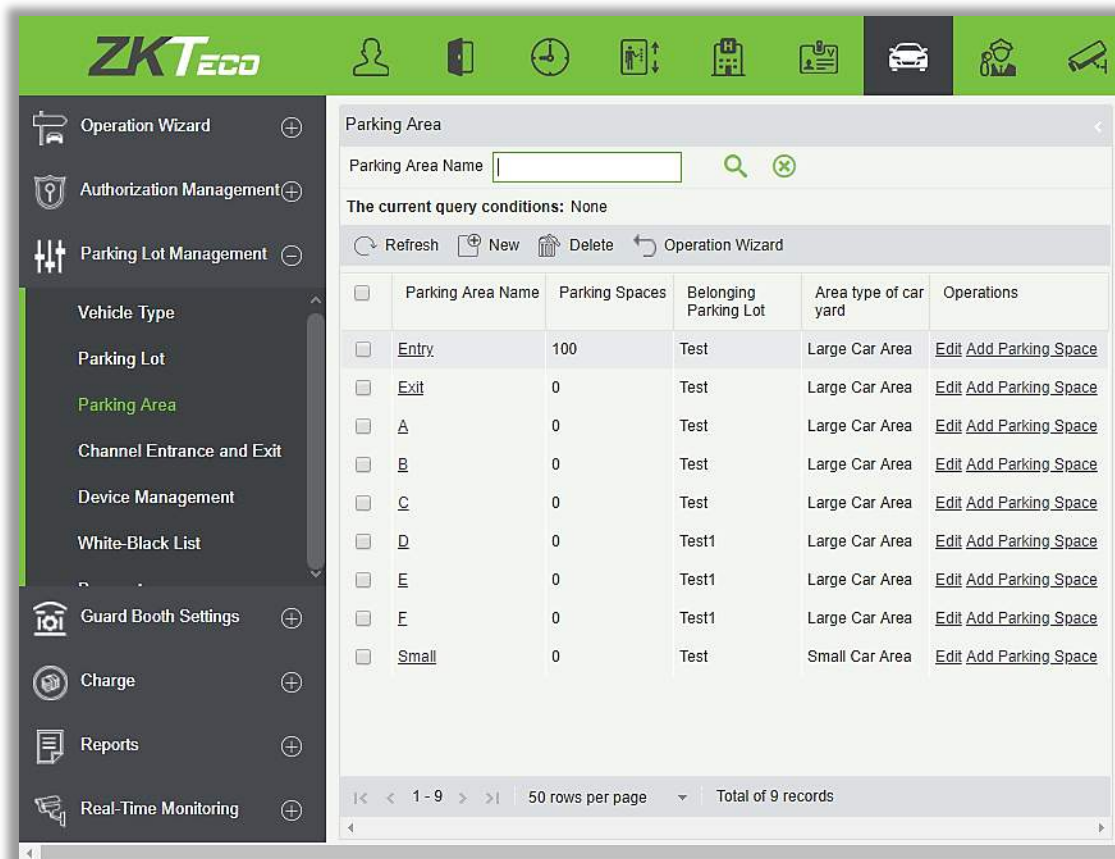 ZKTeco
Operation Wizard
Authorization Management
Parking Lot Management
Vehicle Type
Parking Lot
Parking Area
Channel Entrance and Exit
Device Management
White-Black List
Guard Booth Settings
Charge
Reports
Real-Time Monitoring
Parking Area
Parking Area Name
The current query conditions: None
Refresh New Delete Operation Wizard
Parking Area Name Parking Spaces Belonging Parking Lot Area type of car yard Operations
Entry 100 Test Large Car Area Edit Add Parking Space
Exit 0 Test Large Car Area Edit Add Parking Space
A 0 Test Large Car Area Edit Add Parking Space
B 0 Test Large Car Area Edit Add Parking Space
C 0 Test Large Car Area Edit Add Parking Space
D 0 Test1 Large Car Area Edit Add Parking Space
E 0 Test1 Large Car Area Edit Add Parking Space
F 0 Test1 Large Car Area Edit Add Parking Space
Small 0 Test Small Car Area Edit Add Parking Space
1 - 9 50 rows per page Total of 9 records